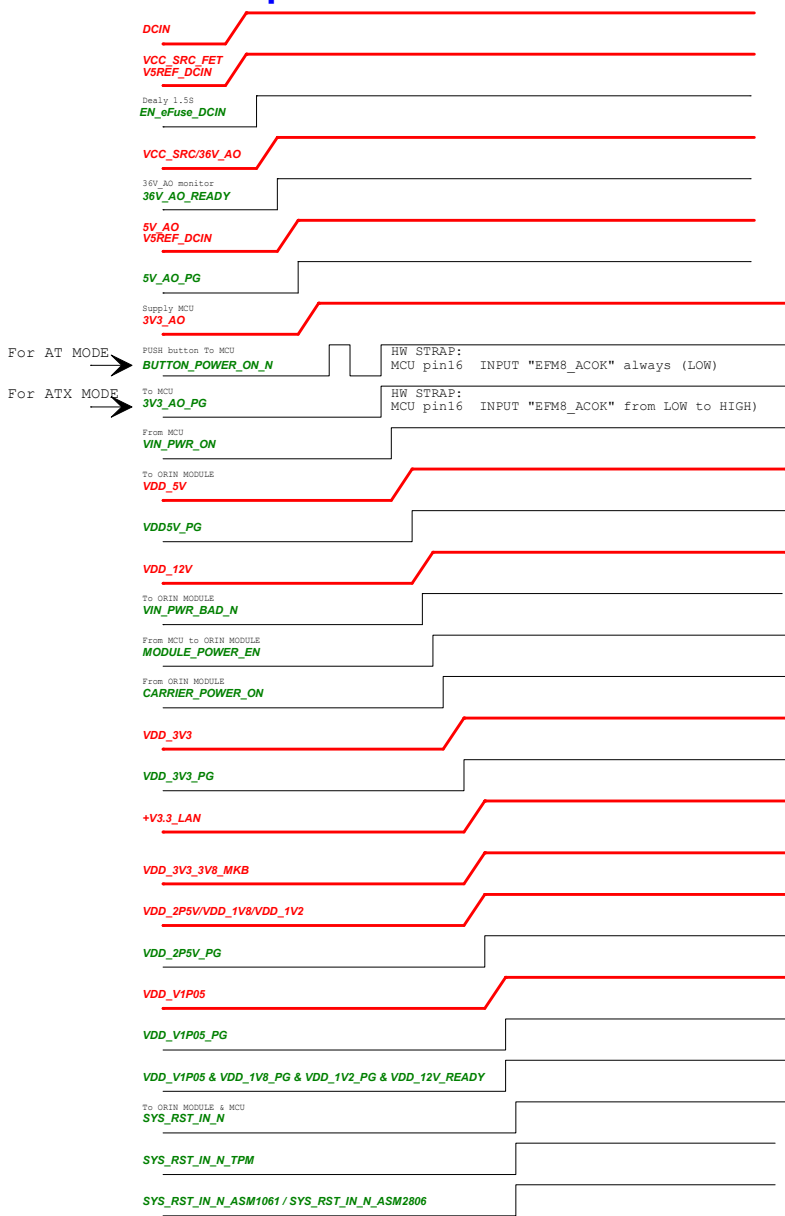 DCIN
VCC_SRC_FET
V5REF_DCIN
Dealy 1.5S
EN_eFuse_DCIN
VCC_SRC/36V_AO
36V_AO monitor
36V_AO_READY
5V_AO
V5REF_DCIN
5V_AO_PG
Supply MCU
3V3_AO
For AT MODE
PUSH button To MCU
BUTTON_POWER_ON_N
HW STRAP:
MCU pin16 INPUT "EFM8_ACOK" always (LOW)
For ATX MODE
To MCU
3V3_AO_PG
HW STRAP:
MCU pin16 INPUT "EFM8_ACOK" from LOW to HIGH)
From MCU
VIN_PWR_ON
To ORIN MODULE
VDD_5V
VDD5V_PG
VDD_12V
To ORIN MODULE
VIN_PWR_BAD_N
From MCU to ORIN MODULE
MODULE_POWER_EN
From ORIN MODULE
CARRIER_POWER_ON
VDD_3V3
VDD_3V3_PG
+V3.3_LAN
VDD_3V3_3V8_MKB
VDD_2P5V/VDD_1V8/VDD_1V2
VDD_2P5V_PG
VDD_V1P05
VDD_V1P05_PG
VDD_V1P05 & VDD_1V8_PG & VDD_1V2_PG & VDD_12V_READY
To ORIN MODULE & MCU
SYS_RST_IN_N
SYS_RST_IN_N_TPM
SYS_RST_IN_N_ASM1061 / SYS_RST_IN_N_ASM2806